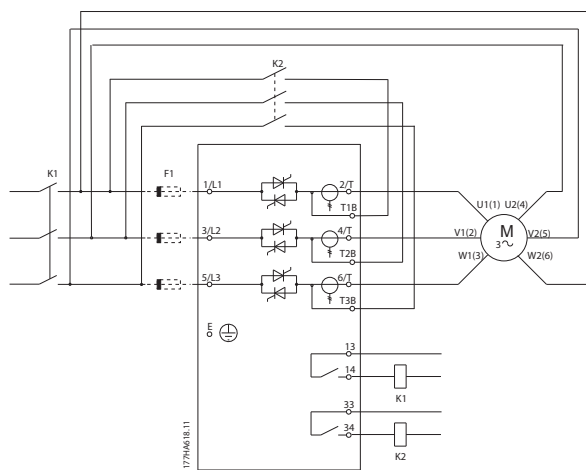 K2
K1
F1
1/L1
2/T
T1B
3/L2
4/T
T2B
5/L3
6/T
T3B
U1(1)
U2(4)
V1(2)
M
3~
V2(5)
W1(3)
W2(6)
E
13
14
K1
33
34
K2
177HA618.11